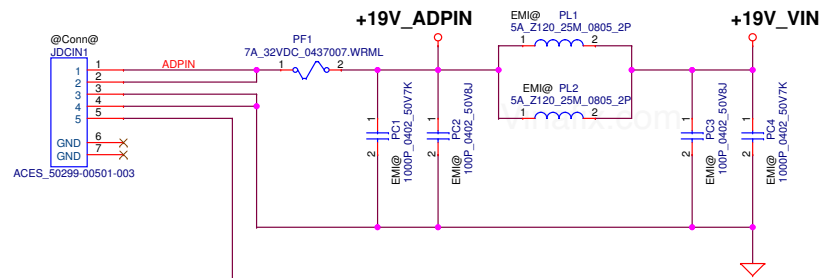 +19V_ADPIN
+19V_VIN
@Conn@
JDCIN1
1
2
3
4
5
GND
GND
1
2
3
4
5
6
7
ACES_50299-00501-003
ADPIN
PF1
7A_32VDC_0437007.WRML
1
2
EMI@
PL1
5A_Z120_25M_0805_2P
1
2
EMI@
PL2
5A_Z120_25M_0805_2P
1
2
1
2
EMI@
PC1
1000P_0402_50V7K
1
2
EMI@
PC2
100P_0402_50V8J
1
2
EMI@
PC3
100P_0402_50V8J
1
2
EMI@
PC4
1000P_0402_50V7K